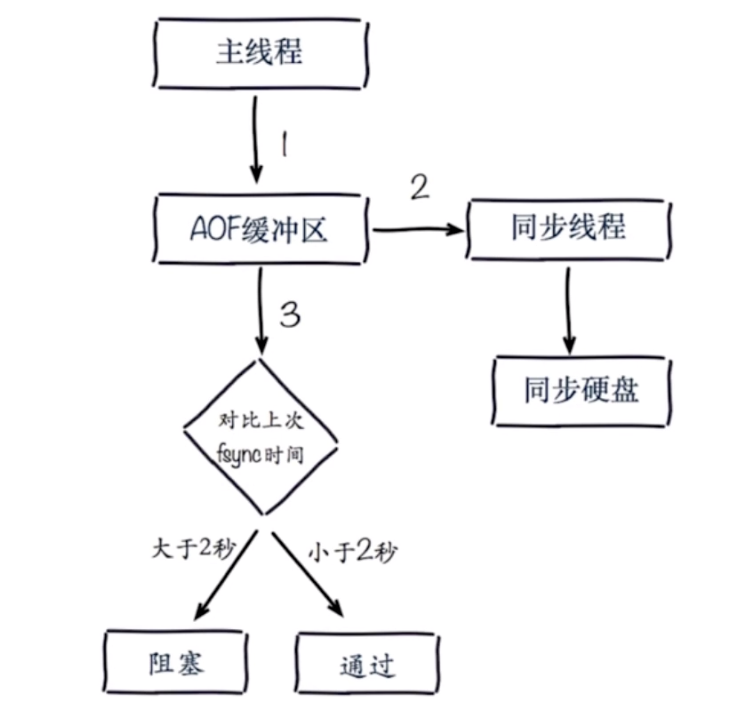 主线程
1
2
AOF缓冲区
同步线程
3
同步硬盘
对比上次
fsync时间
大于2秒
小于2秒
阻塞
通过